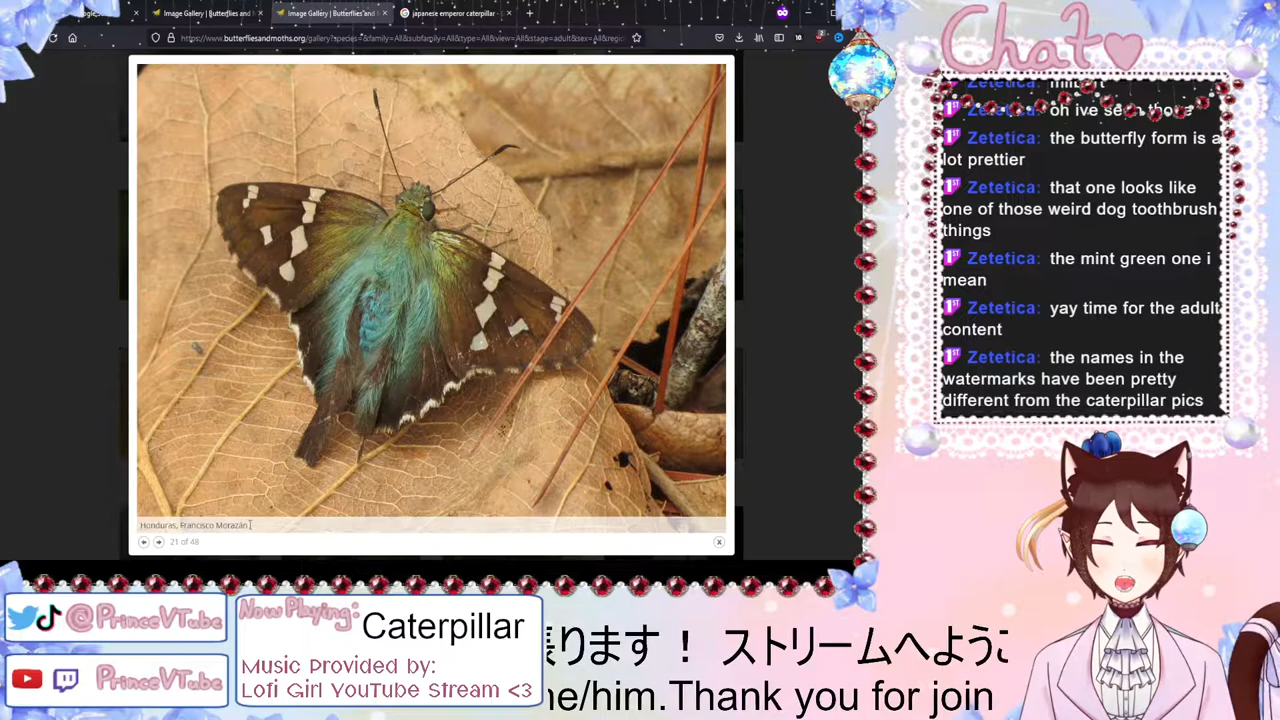 Image Gallery | Butterflies and M
Image Gallery | Butterflies and M
japanese emperor caterpillar -
https://www.butterfliesandmoths.org/gallery?species=&family=All&subfamily=All&type=All&view=All&stage=adult&sex=All&regio
Honduras, Francisco Morazán
21 of 48
Chat
Zetetica:
Zetetica: oh ive seen those
Zetetica: the butterfly form is a
lot prettier
Zetetica: that one looks like
one of those weird dog toothbrush
things
Zetetica: the mint green one i
mean
Zetetica: yay time for the adult
content
Zetetica: the names in the
watermarks have been pretty
different from the caterpillar pics
@PrinceVTube
PrinceVTube
Now Playing:
Caterpillar
Music Provided by:
Lofi Girl YouTube Stream <3
張ります！ ストリームへようこ
he/him.Thank you for join